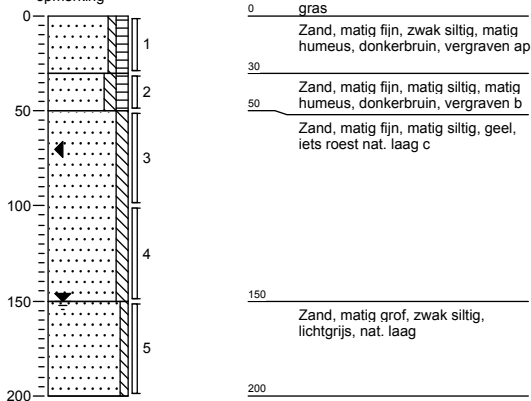 opmerking
0
50
100
150
200
1
2
3
4
5
0
gras
Zand, matig fijn, zwak siltig, matig
humeus, donkerbruin, vergraven ap
30
Zand, matig fijn, matig siltig, matig
humeus, donkerbruin, vergraven b
50
Zand, matig fijn, matig siltig, geel,
iets roest nat. laag c
150
Zand, matig grof, zwak siltig,
lichtgrijs, nat. laag
200